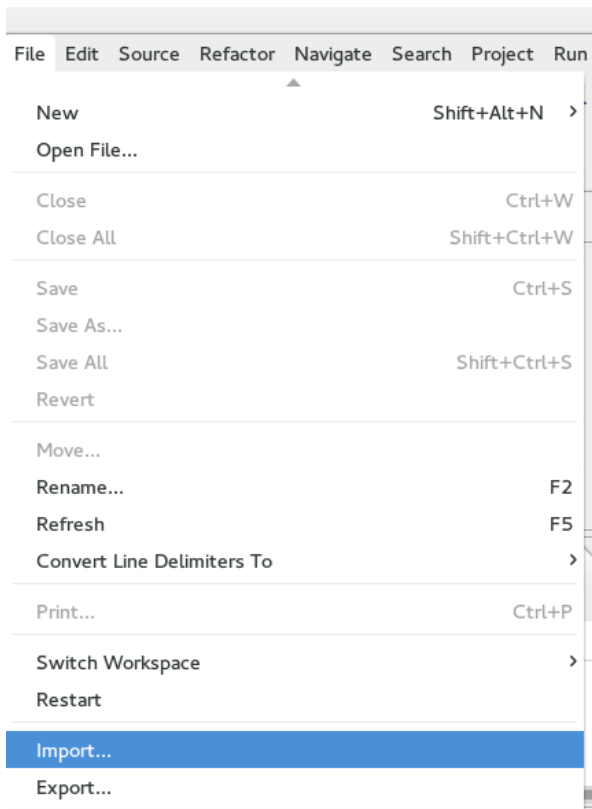 File Edit Source Refactor Navigate Search Project Run
New Shift+Alt+N
Open File...
Close Ctrl+W
Close All Shift+Ctrl+W
Save Ctrl+S
Save As...
Save All Shift+Ctrl+S
Revert
Move...
Rename... F2
Refresh F5
Convert Line Delimiters To
Print... Ctrl+P
Switch Workspace
Restart
Import...
Export...